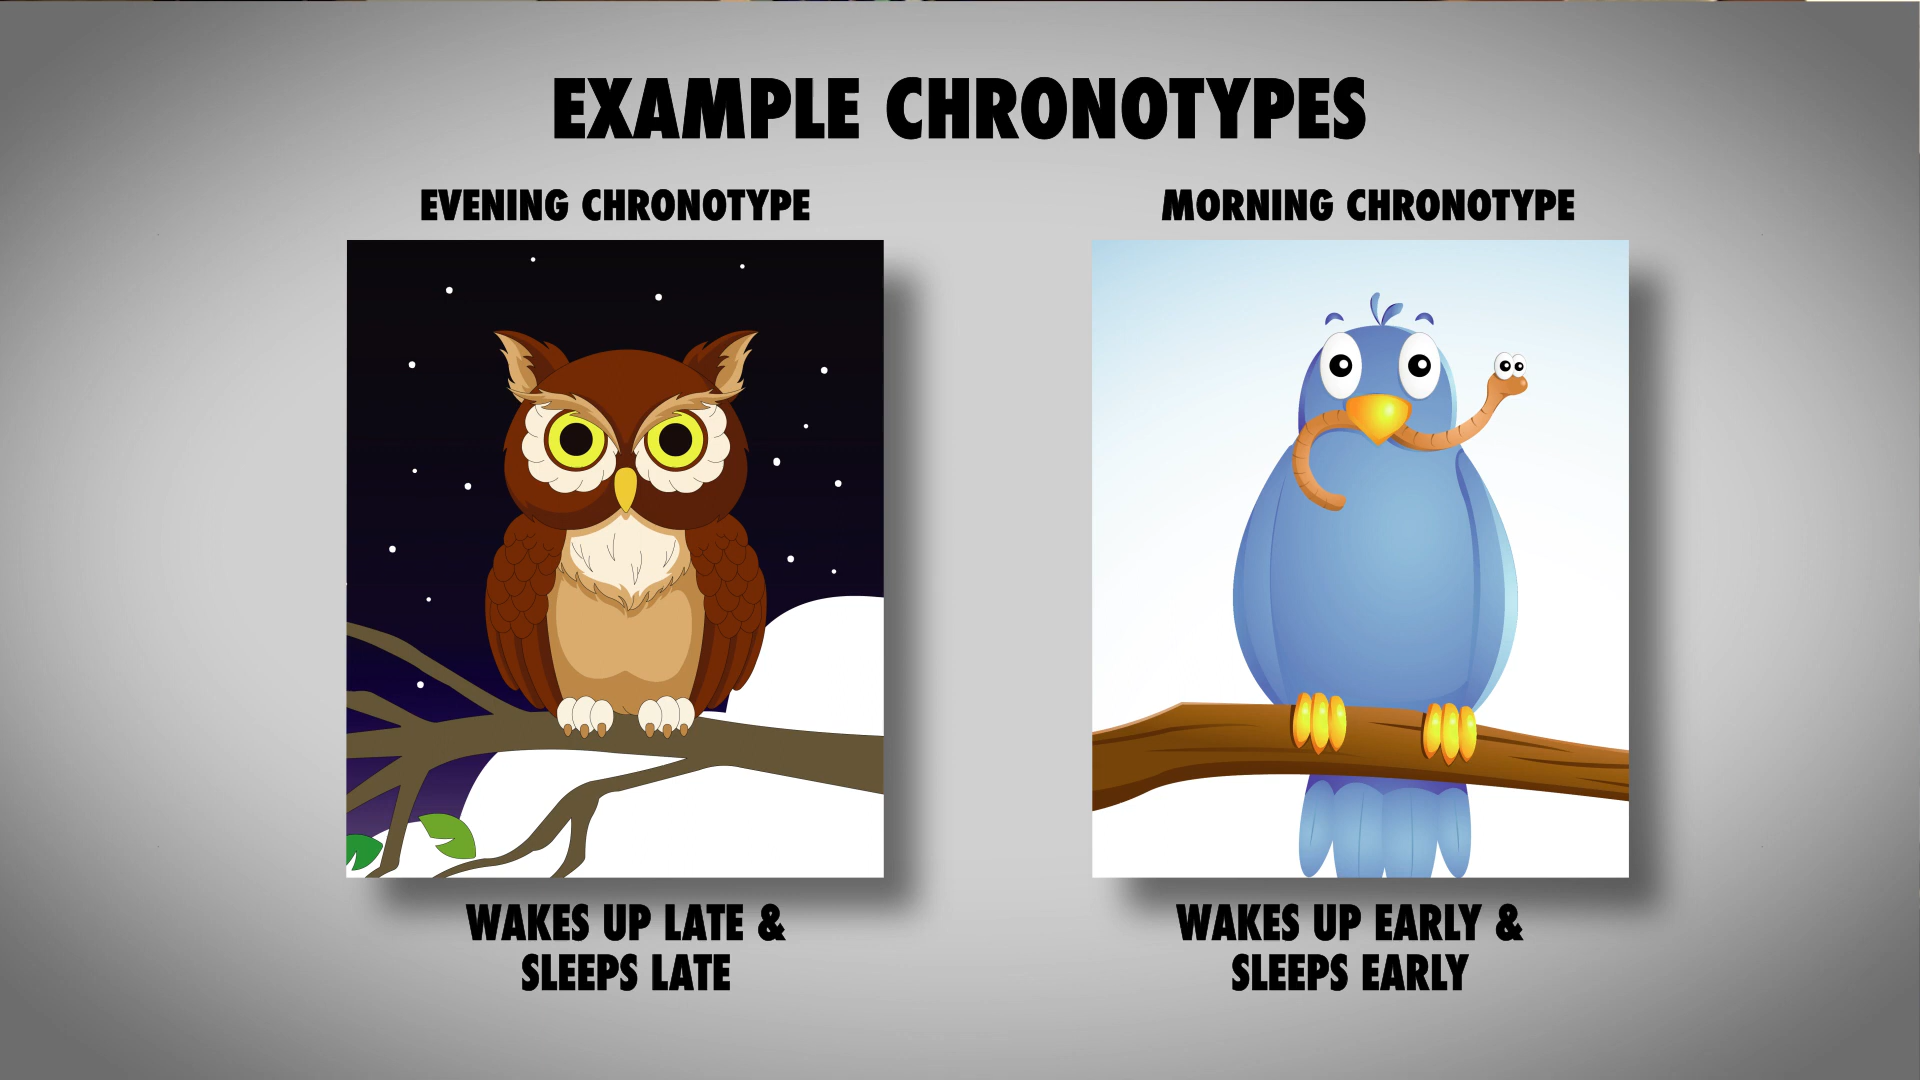 EXAMPLE CHRONOTYPES
EVENING CHRONOTYPE
MORNING CHRONOTYPE
WAKES UP LATE &
SLEEPS LATE
WAKES UP EARLY &
SLEEPS EARLY